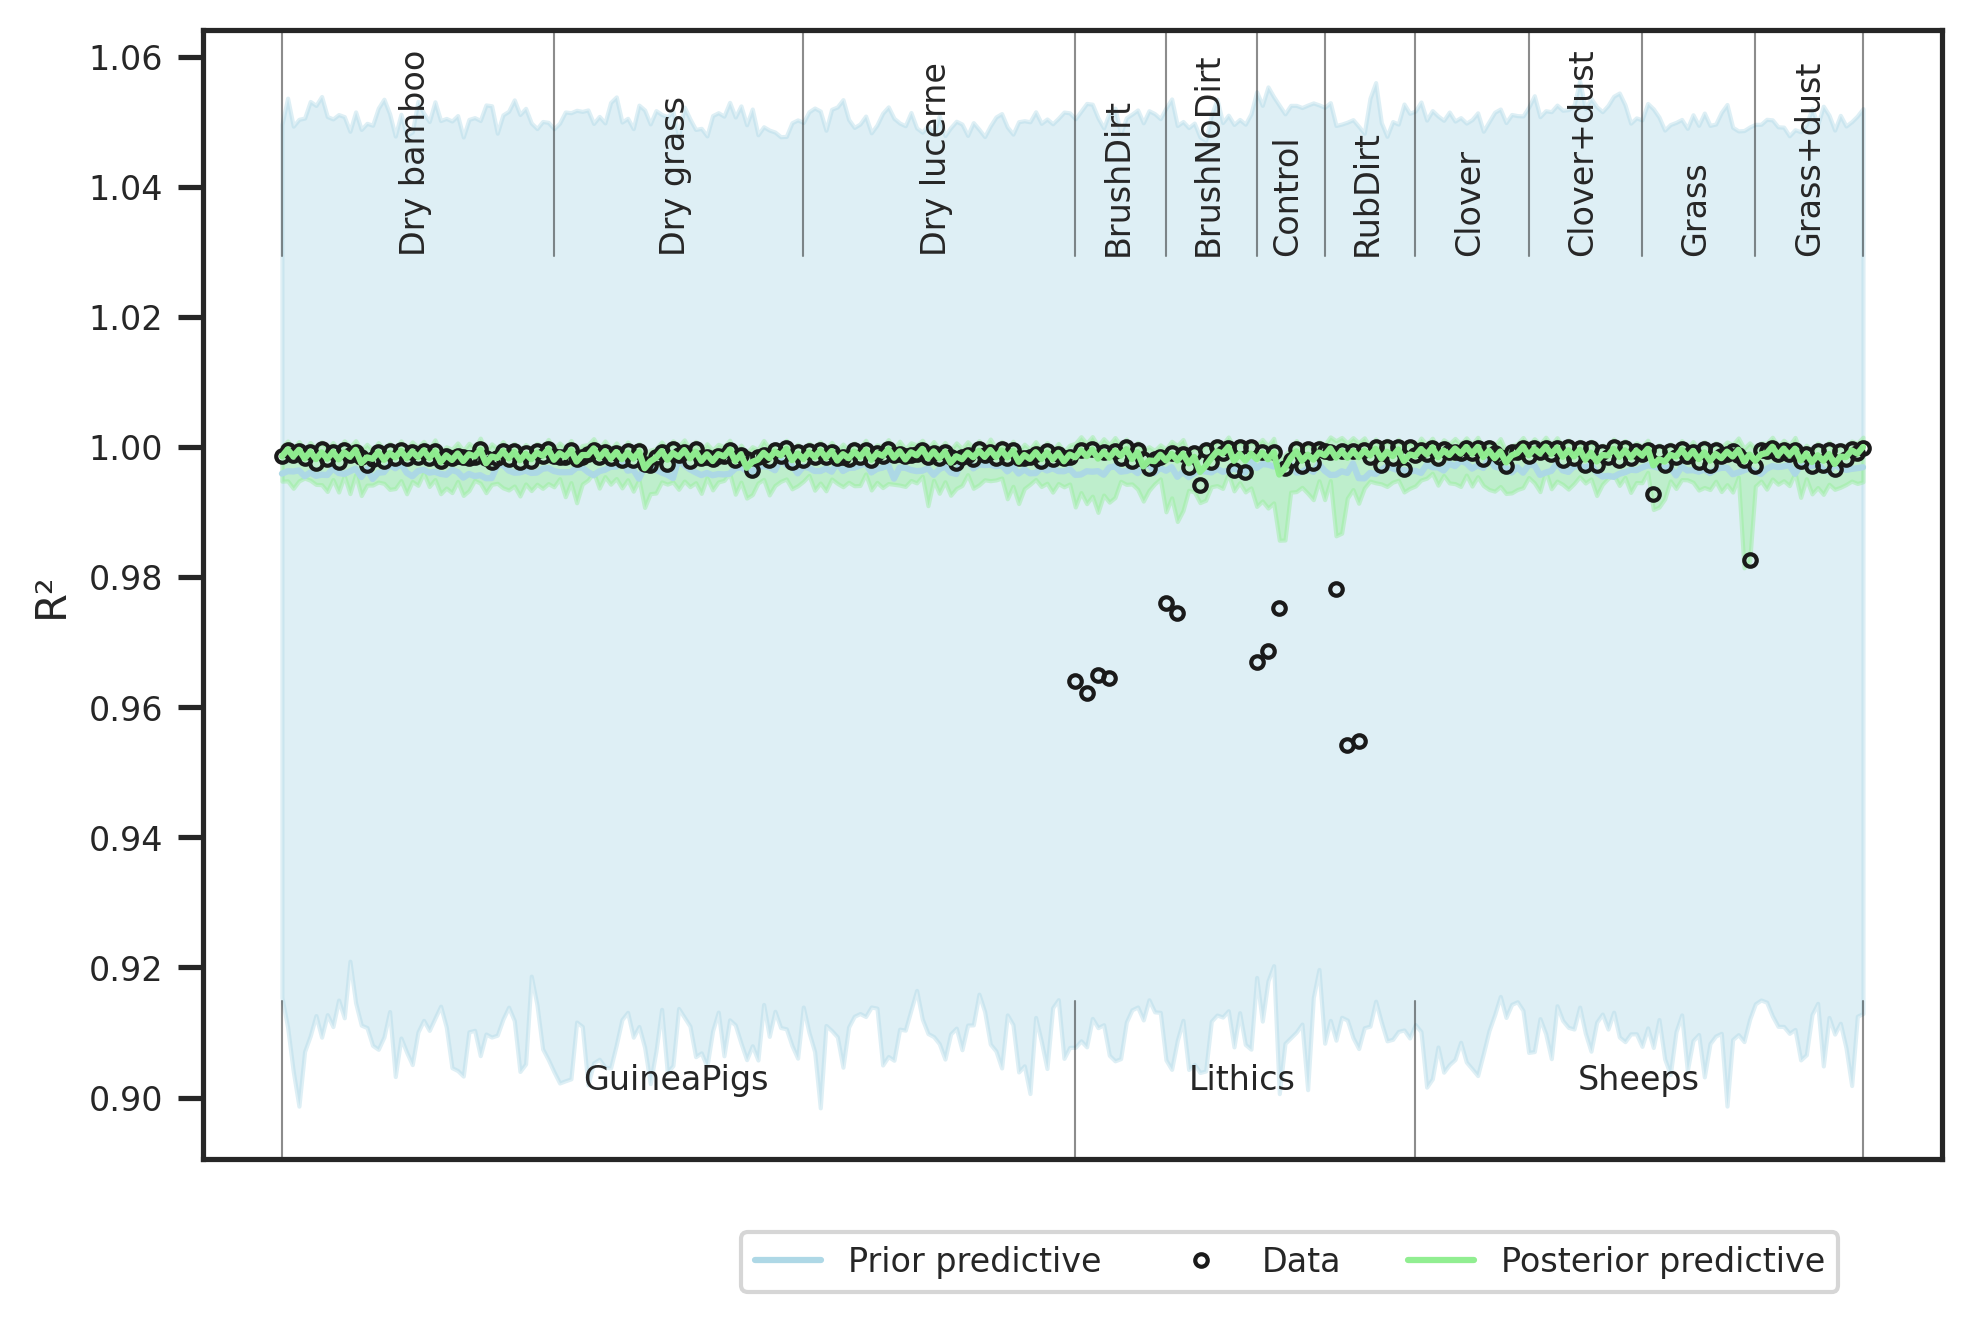 1.06
1.04
1.02
1.00
0.98
0.96
0.94
0.92
0.90
R²
Dry bamboo
Dry grass
Dry lucerne
BrushDirt
BrushNoDirt
Control
RubDirt
Clover
Clover+dust
Grass
Grass+dust
GuineaPigs
Lithics
Sheeps
Prior predictive
Data
Posterior predictive